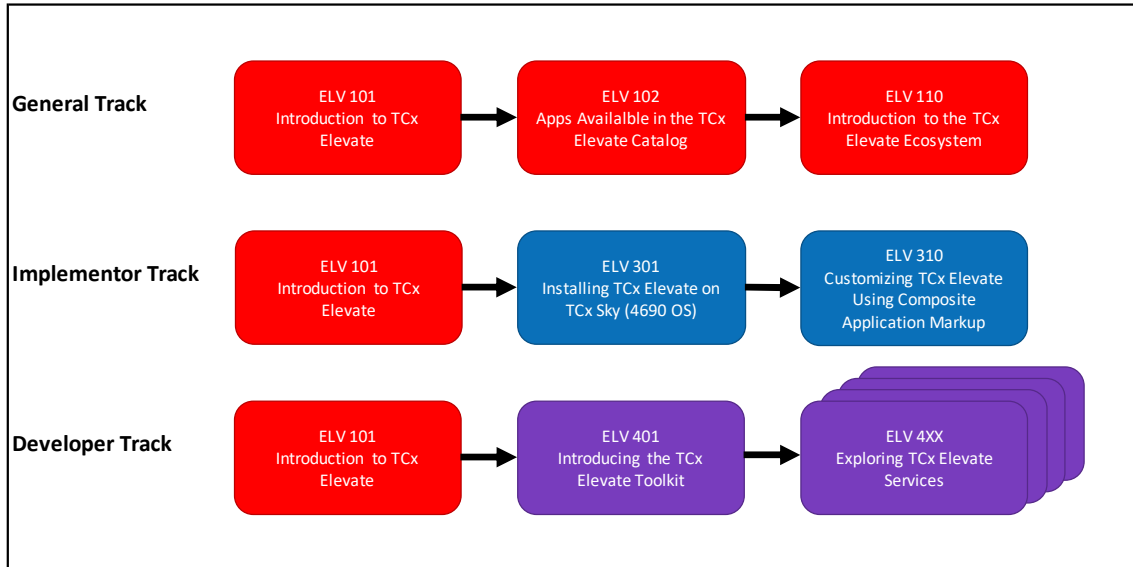 General Track
ELV 101
Introduction to TCx
Elevate
ELV 102
Apps Availalble in the TCx
Elevate Catalog
ELV 110
Introduction to the TCx
Elevate Ecosystem
Implementor Track
ELV 101
Introduction to TCx
Elevate
ELV 301
Installing TCx Elevate on
TCx Sky (4690 OS)
ELV 310
Customizing TCx Elevate
Using Composite
Application Markup
Developer Track
ELV 101
Introduction to TCx
Elevate
ELV 401
Introducing the TCx
Elevate Toolkit
ELV 4XX
Exploring TCx Elevate
Services